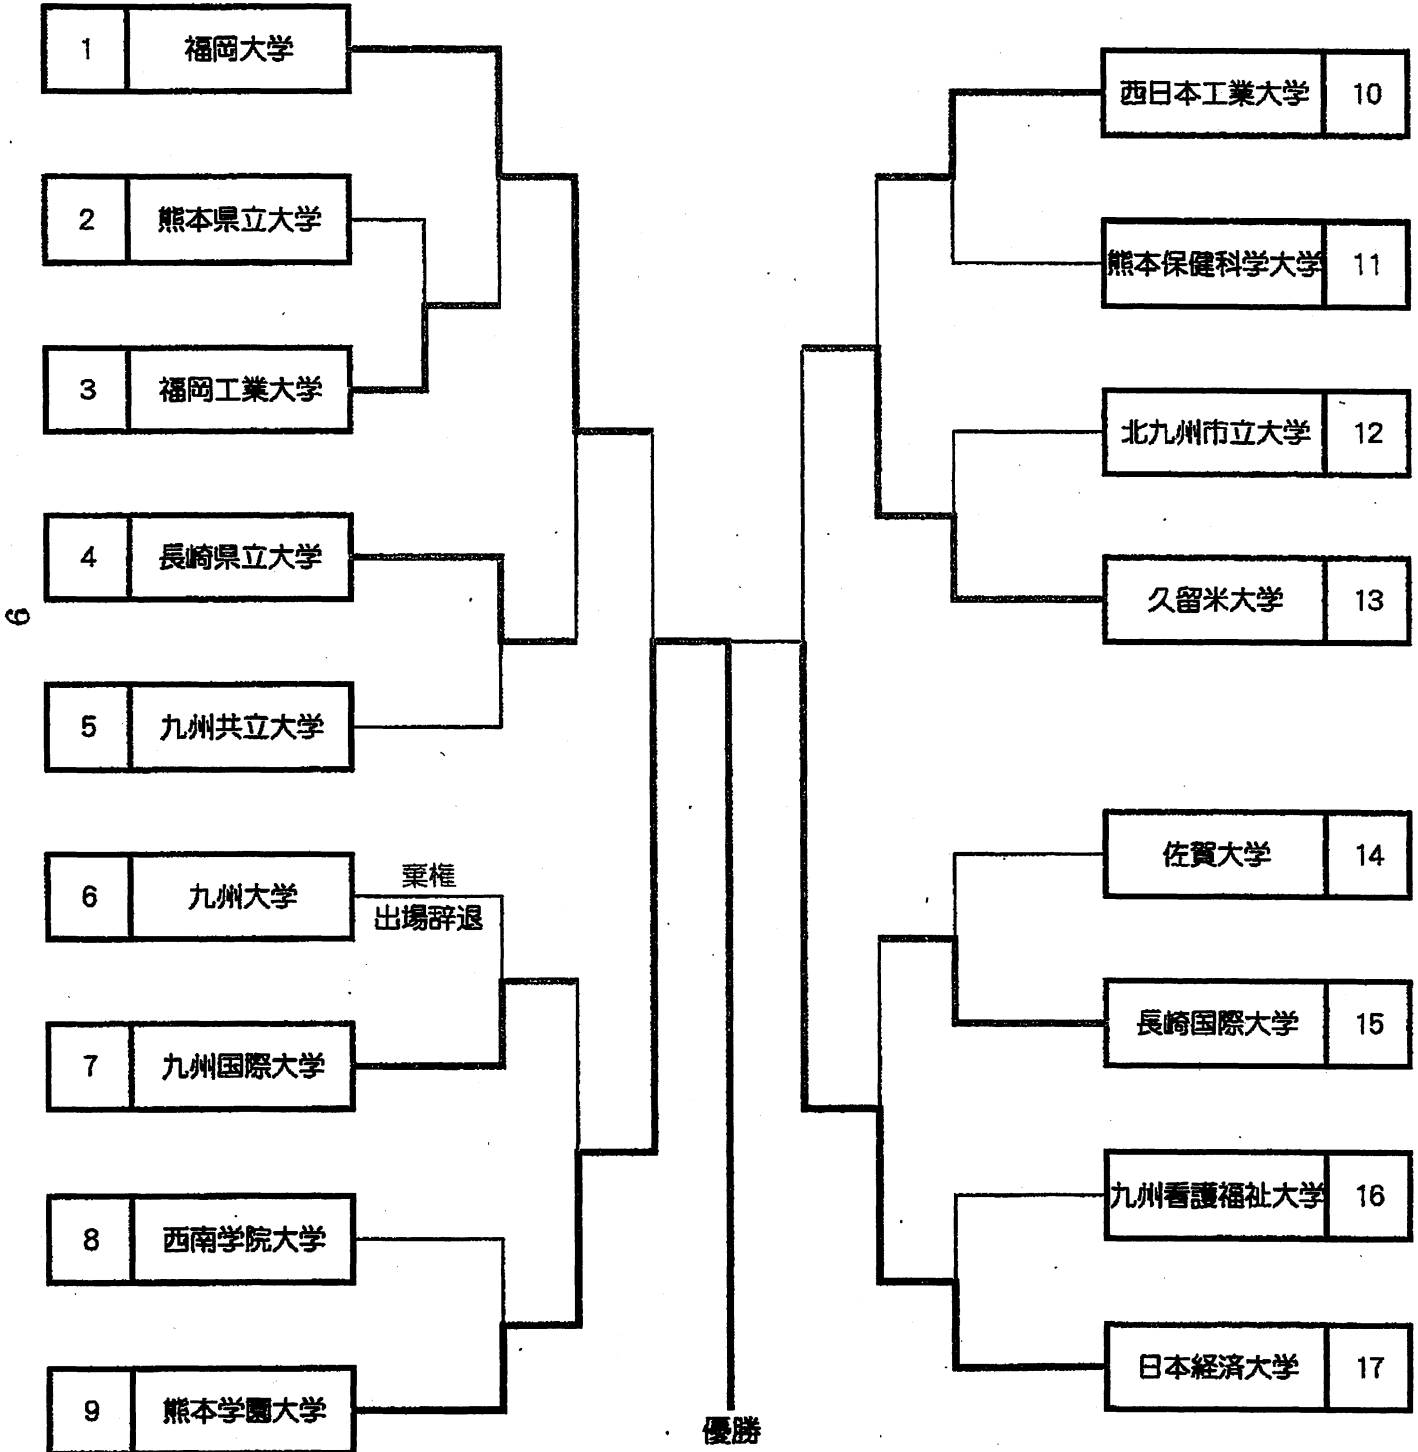 1 福岡大学
2 熊本県立大学
3 福岡工業大学
4 長崎県立大学
5 九州共立大学
6 九州大学
棄権
出場辞退
7 九州国際大学
8 西南学院大学
9 熊本学園大学
西日本工業大学 10
熊本保健科学大学 11
北九州市立大学 12
久留米大学 13
佐賀大学 14
長崎国際大学 15
九州看護福祉大学 16
日本経済大学 17
優勝
6